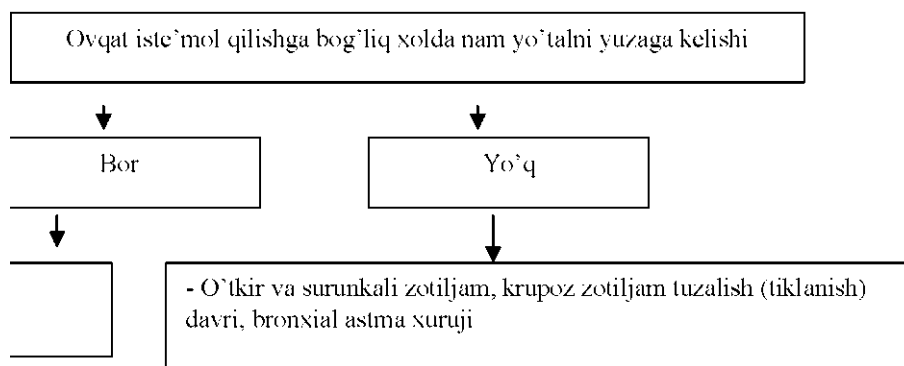 Ovqat iste’mol qilishga bog’liq xolda nam yo’talni yuzaga kelishi
Bor
Yo’q
- O`tkir va surunkali zotiljam, krupoz zotiljam tuzalish (tiklanish)
davri, bronxial astma xuruji